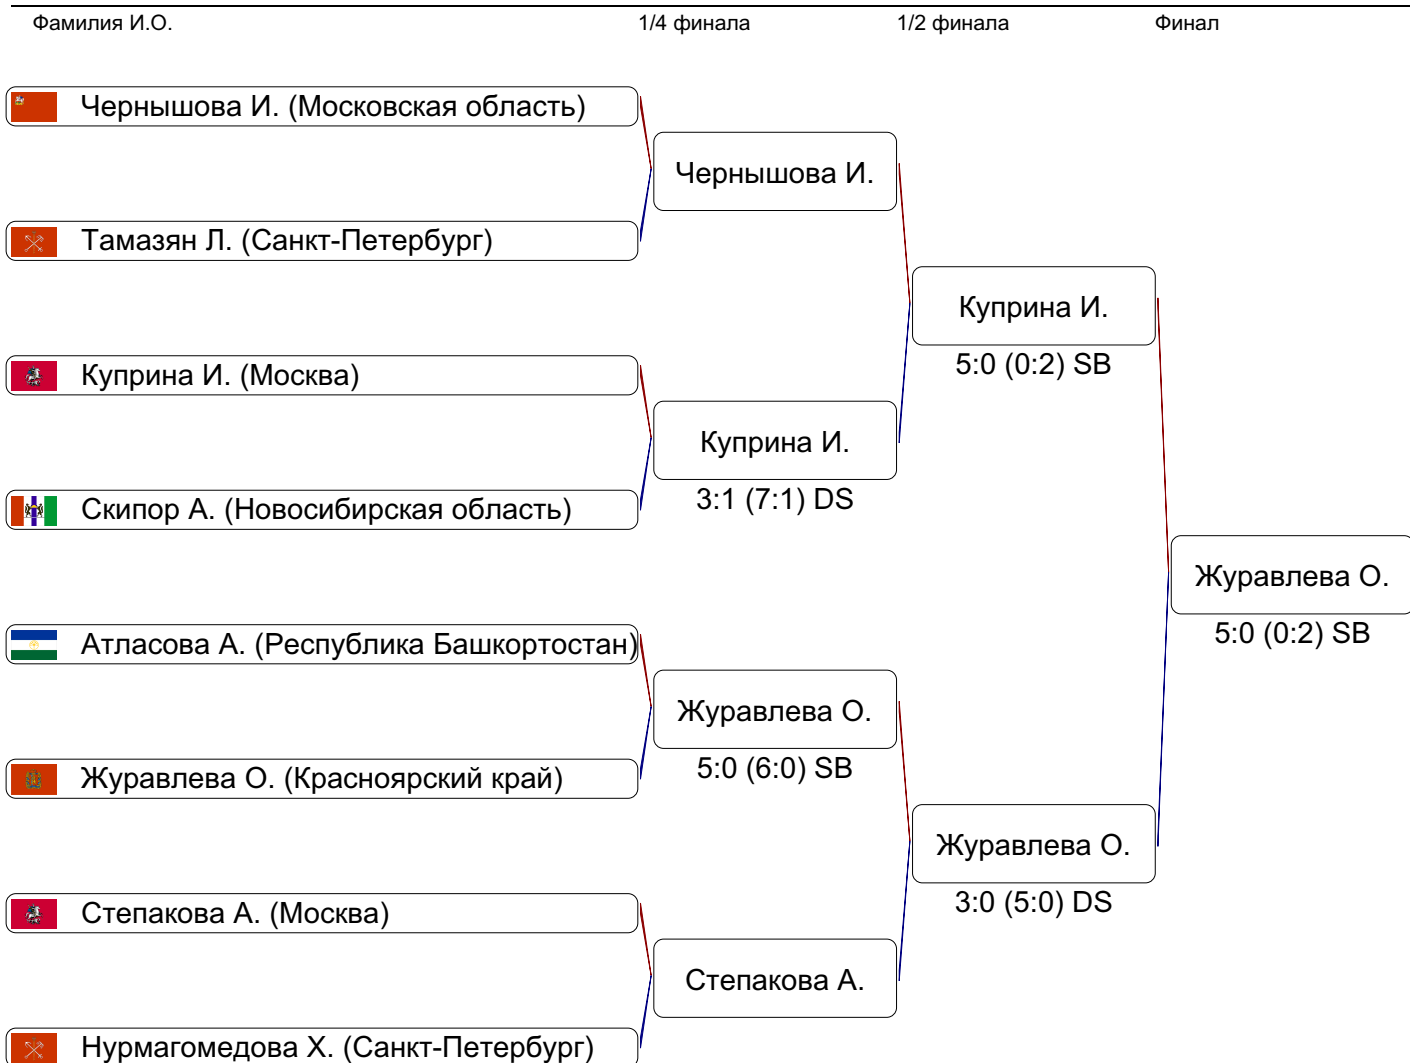 Фамилия И.О. 1/4 финала 1/2 финала Финал
Чернышова И. (Московская область)
Чернышова И.
Тамазян Л. (Санкт-Петербург)
Куприна И.
5:0 (0:2) SB
Куприна И. (Москва)
Куприна И.
3:1 (7:1) DS
Скипор А. (Новосибирская область)
Журавлева О.
5:0 (0:2) SB
Атласова А. (Республика Башкортостан)
Журавлева О.
5:0 (6:0) SB
Журавлева О. (Красноярский край)
Журавлева О.
3:0 (5:0) DS
Степакова А. (Москва)
Степакова А.
Нурмагомедова Х. (Санкт-Петербург)